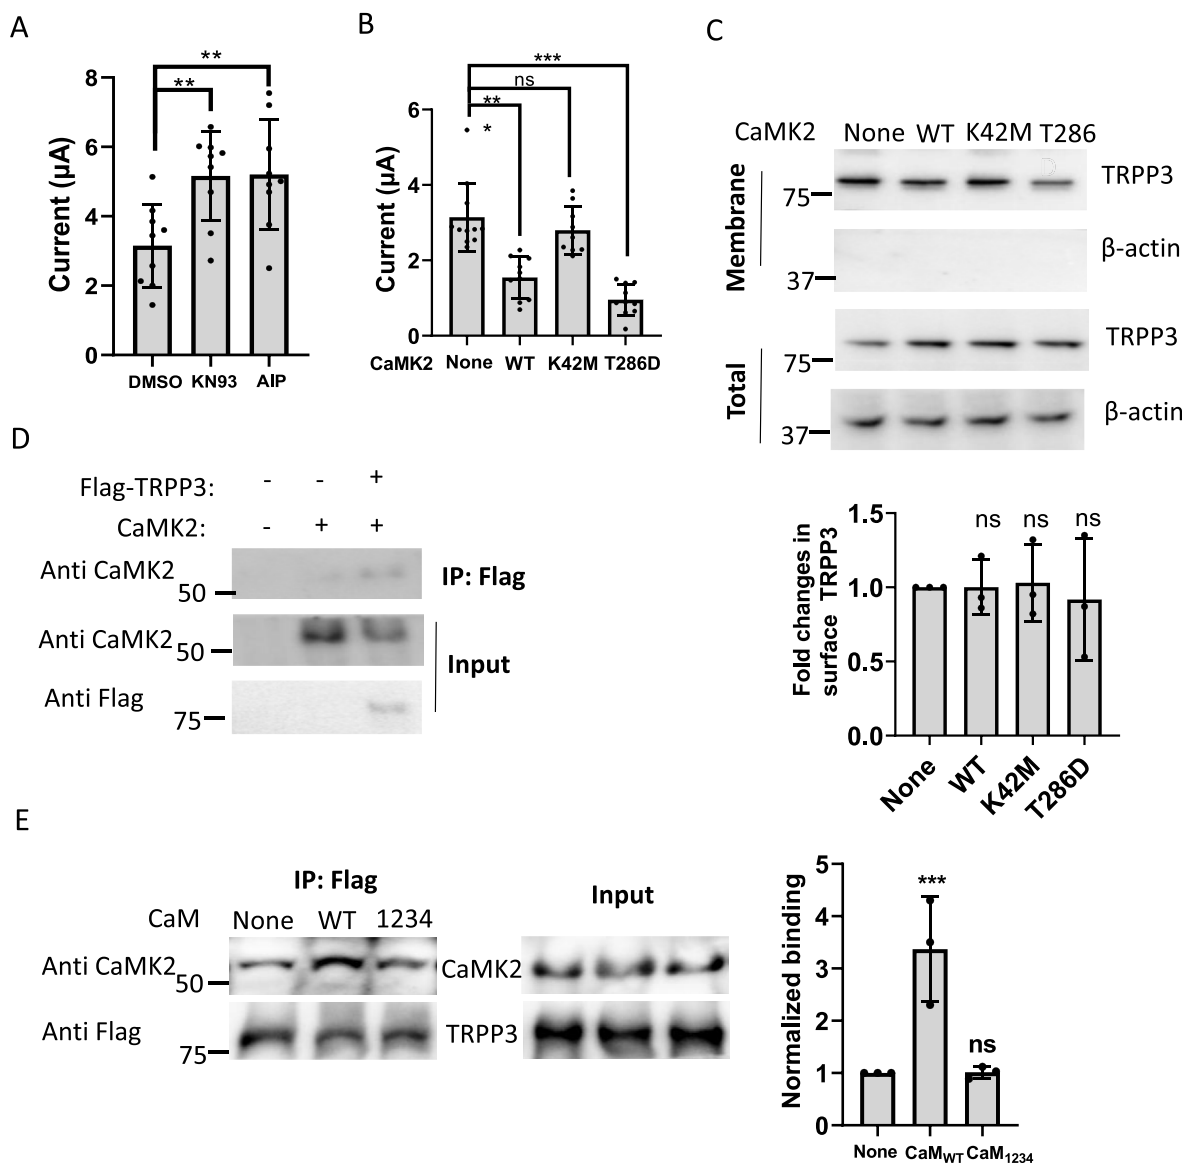 A
Current (µA)
8
6
4
2
0
**
**
DMSO KN93 AIP
B
Current (µA)
6
4
2
0
***
ns
**
*
CaMK2 None WT K42M T286D
C
CaMK2 None WT K42M T286
D
Membrane
75
TRPP3
37
β-actin
Total
75
TRPP3
37
β-actin
Fold changes in
surface TRPP3
1.5
1.0
0.5
0.0
ns ns ns
None WT K42M T286D
D
Flag-TRPP3: - - +
CaMK2: - + +
Anti CaMK2
50
IP: Flag
Anti CaMK2
50
Input
Anti Flag
75
E
IP: Flag
Input
CaM None WT 1234
Anti CaMK2
50
CaMK2
Anti Flag
75
TRPP3
Normalized binding
5
4
3
2
1
0
***
ns
None CaMWT CaM1234